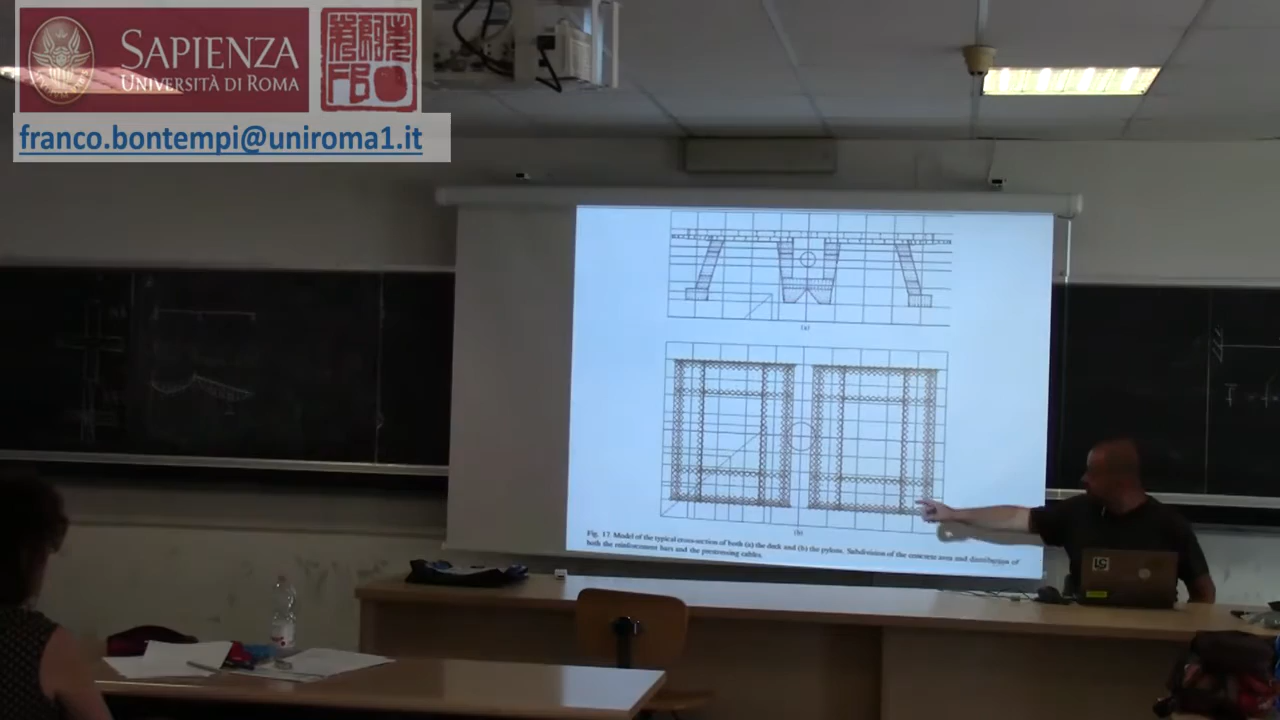 SAPIENZA
UNIVERSITÀ DI ROMA
FBO
franco.bontempi@uniroma1.it
(a)
(b)
Fig. 17. Model of the typical cross-section of both (a) the deck and (b) the pylons. Subdivision of the concrete area and distribution of
both the reinforcement bars and the prestressing cables.